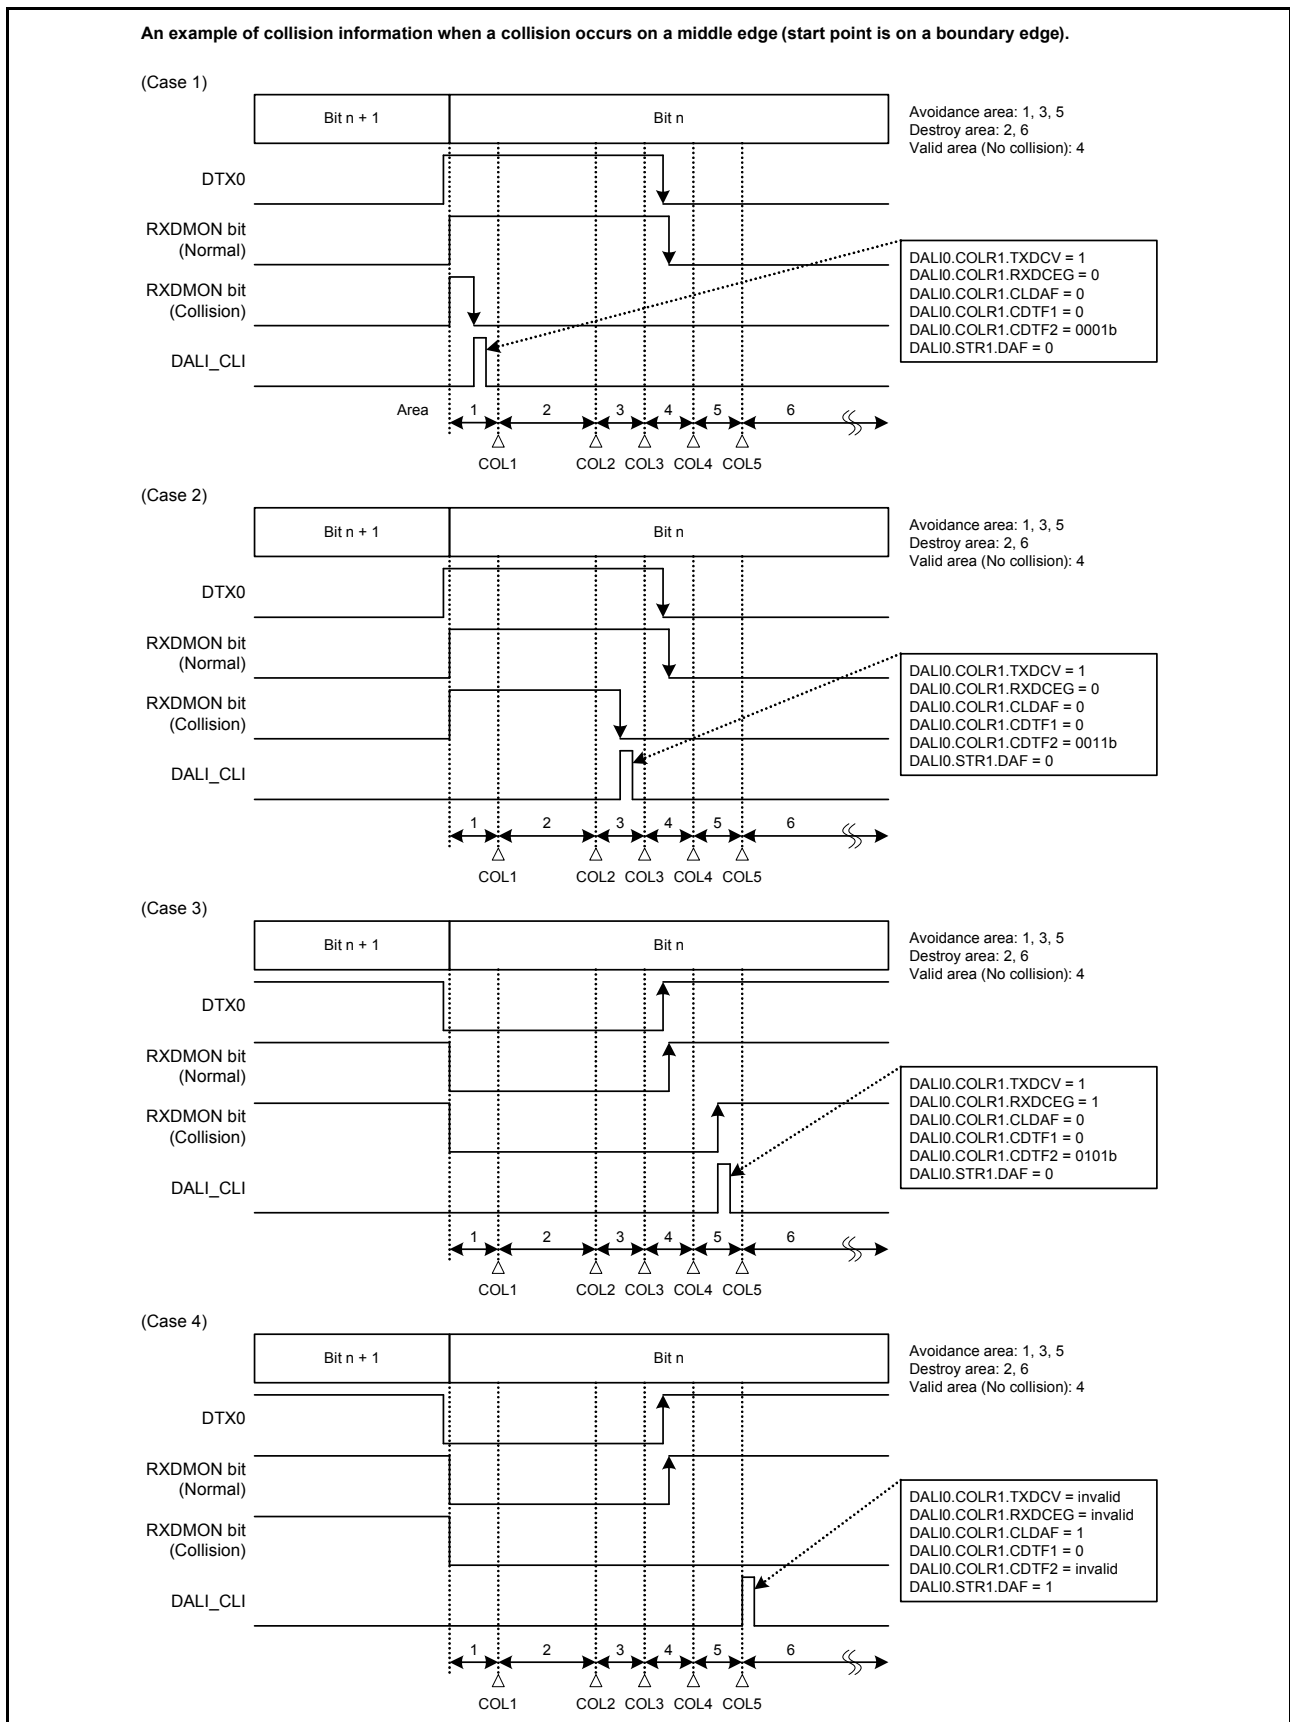 An example of collision information when a collision occurs on a middle edge (start point is on a boundary edge).
(Case 1)
Bit n + 1
Bit n
Avoidance area: 1, 3, 5
Destroy area: 2, 6
Valid area (No collision): 4
DTX0
RXDMON bit
(Normal)
RXDMON bit
(Collision)
DALI_CLI
DALI0.COLR1.TXDCV = 1
DALI0.COLR1.RXDCEG = 0
DALI0.COLR1.CLDAF = 0
DALI0.COLR1.CDTF1 = 0
DALI0.COLR1.CDTF2 = 0001b
DALI0.STR1.DAF = 0
Area 1 2 3 4 5 6
COL1 COL2 COL3 COL4 COL5
(Case 2)
Bit n + 1
Bit n
Avoidance area: 1, 3, 5
Destroy area: 2, 6
Valid area (No collision): 4
DTX0
RXDMON bit
(Normal)
RXDMON bit
(Collision)
DALI_CLI
DALI0.COLR1.TXDCV = 1
DALI0.COLR1.RXDCEG = 0
DALI0.COLR1.CLDAF = 0
DALI0.COLR1.CDTF1 = 0
DALI0.COLR1.CDTF2 = 0011b
DALI0.STR1.DAF = 0
1 2 3 4 5 6
COL1 COL2 COL3 COL4 COL5
(Case 3)
Bit n + 1
Bit n
Avoidance area: 1, 3, 5
Destroy area: 2, 6
Valid area (No collision): 4
DTX0
RXDMON bit
(Normal)
RXDMON bit
(Collision)
DALI_CLI
DALI0.COLR1.TXDCV = 1
DALI0.COLR1.RXDCEG = 1
DALI0.COLR1.CLDAF = 0
DALI0.COLR1.CDTF1 = 0
DALI0.COLR1.CDTF2 = 0101b
DALI0.STR1.DAF = 0
1 2 3 4 5 6
COL1 COL2 COL3 COL4 COL5
(Case 4)
Bit n + 1
Bit n
Avoidance area: 1, 3, 5
Destroy area: 2, 6
Valid area (No collision): 4
DTX0
RXDMON bit
(Normal)
RXDMON bit
(Collision)
DALI_CLI
DALI0.COLR1.TXDCV = invalid
DALI0.COLR1.RXDCEG = invalid
DALI0.COLR1.CLDAF = 1
DALI0.COLR1.CDTF1 = 0
DALI0.COLR1.CDTF2 = invalid
DALI0.STR1.DAF = 1
1 2 3 4 5 6
COL1 COL2 COL3 COL4 COL5